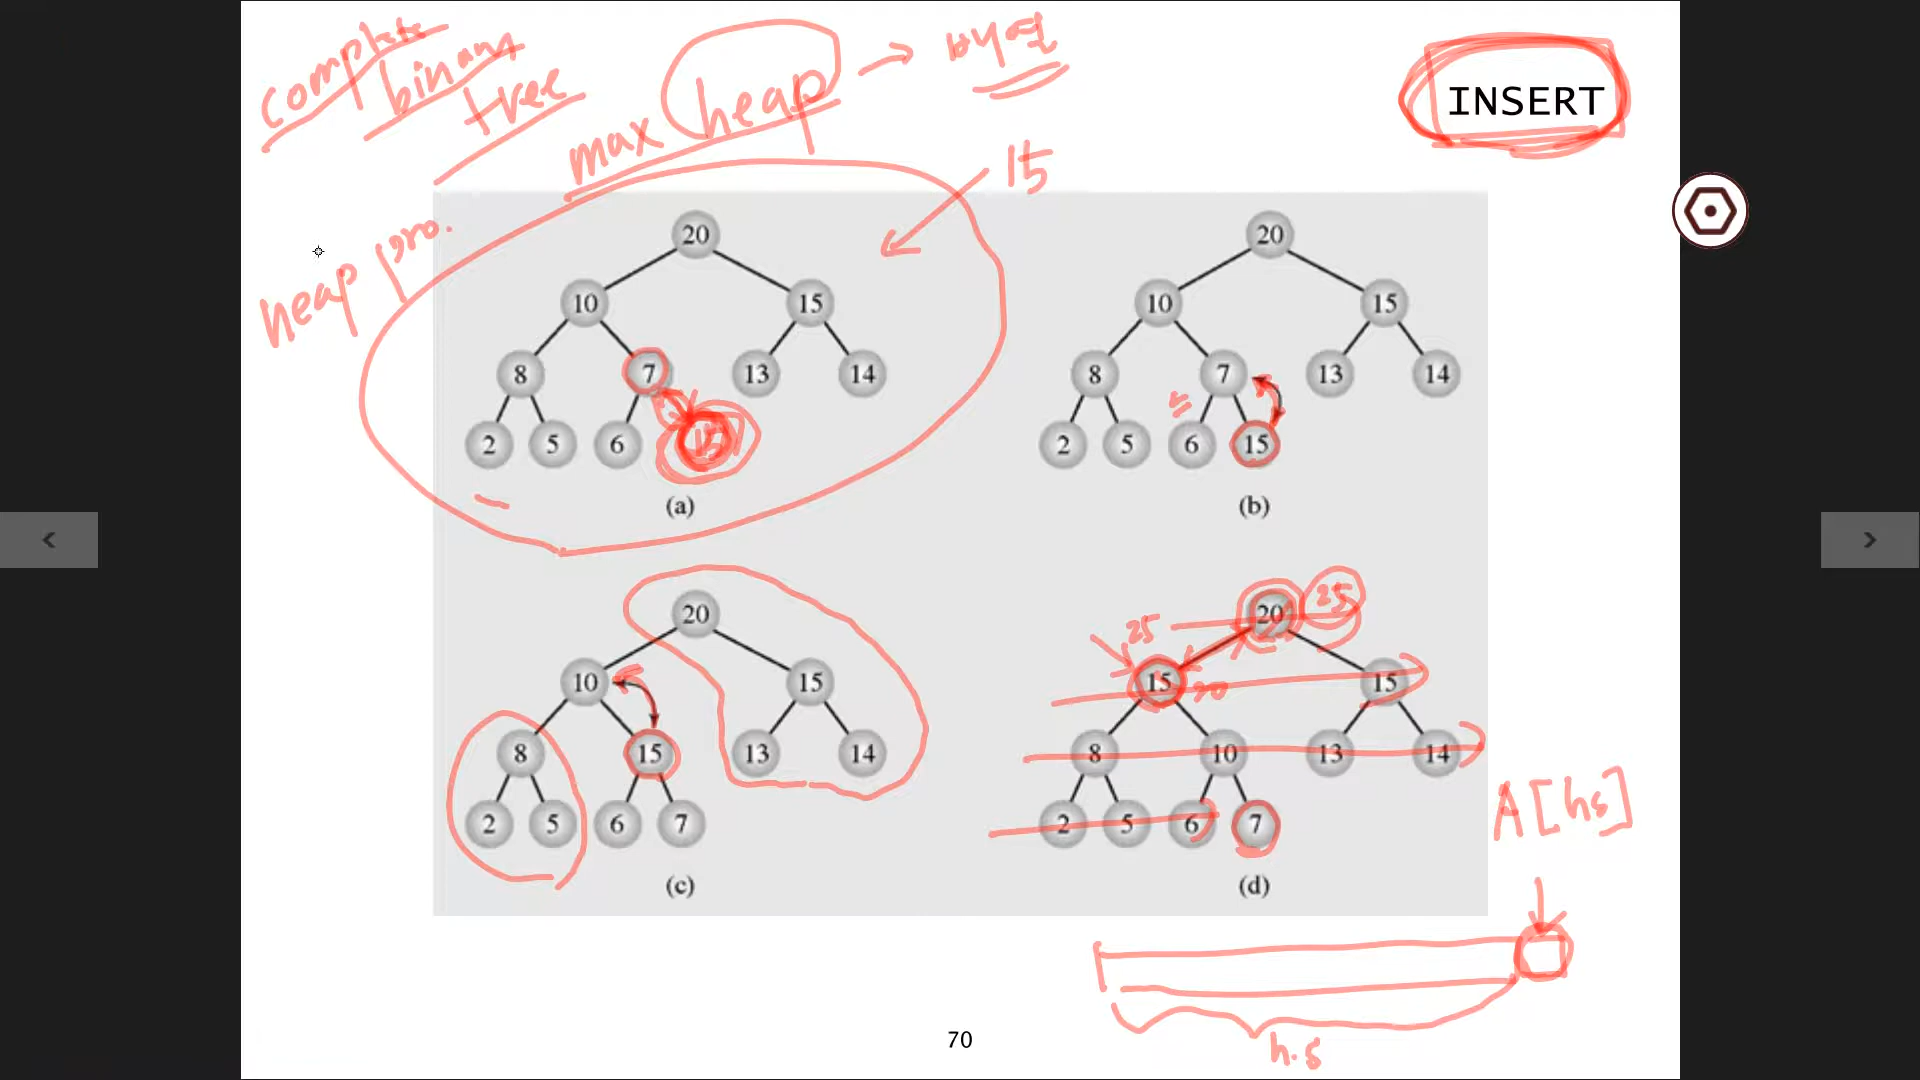 complete
binary
tree
max heap →
INSERT
15
heap pro.
20
10 15
8 7 13 14
2 5 6 15
(a)
20
10 15
8 7 13 14
2 5 6 15
(b)
20
10 15
8 15 13 14
2 5 6 7
(c)
25 20 25
15 15
8 10 13 14
2 5 6 7
(d)
A[hs]
h.s
70